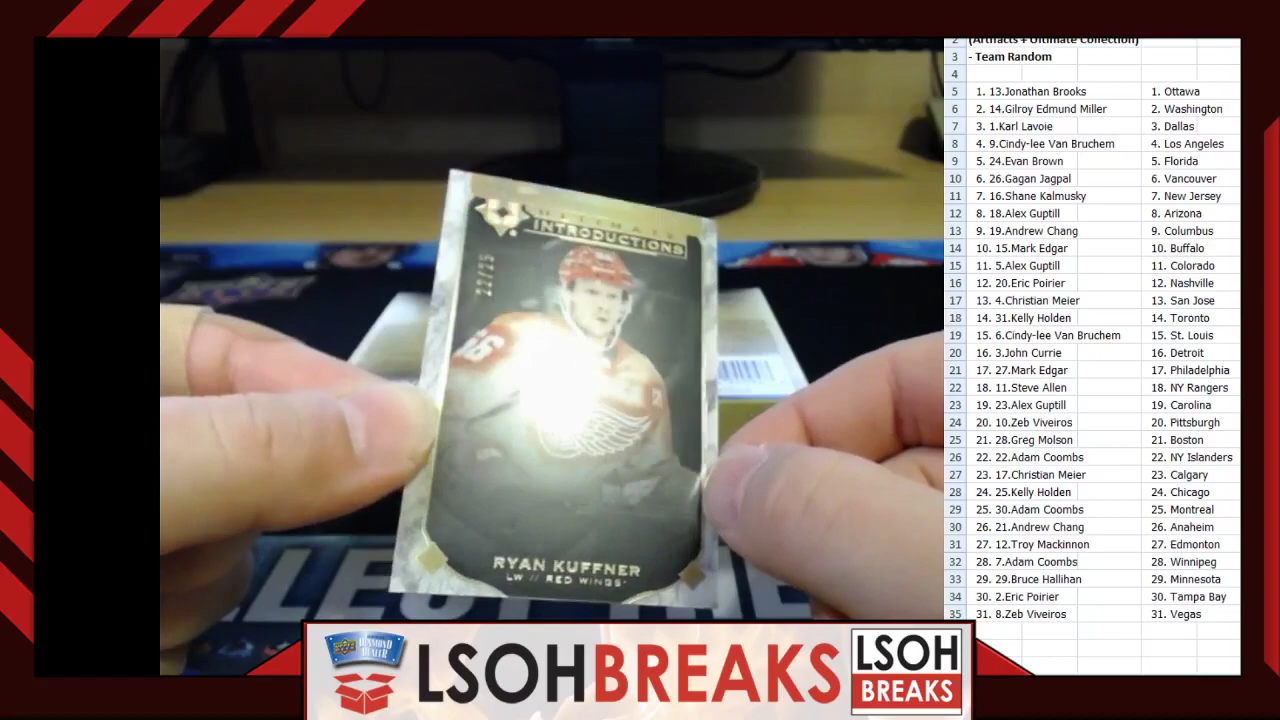 2 (Artifacts + Ultimate Collection)
3 - Team Random
4
5 1. 13.Jonathan Brooks 1. Ottawa
6 2. 14.Gilroy Edmund Miller 2. Washington
7 3. 1.Karl Lavoie 3. Dallas
8 4. 9.Cindy-lee Van Bruchem 4. Los Angeles
9 5. 24.Evan Brown 5. Florida
10 6. 26.Gagan Jagpal 6. Vancouver
11 7. 16.Shane Kalmusky 7. New Jersey
12 8. 18.Alex Guptill 8. Arizona
13 9. 19.Andrew Chang 9. Columbus
14 10. 15.Mark Edgar 10. Buffalo
15 11. 5.Alex Guptill 11. Colorado
16 12. 20.Eric Poirier 12. Nashville
17 13. 4.Christian Meier 13. San Jose
18 14. 31.Kelly Holden 14. Toronto
19 15. 6.Cindy-lee Van Bruchem 15. St. Louis
20 16. 3.John Currie 16. Detroit
21 17. 27.Mark Edgar 17. Philadelphia
22 18. 11.Steve Allen 18. NY Rangers
23 19. 23.Alex Guptill 19. Carolina
24 20. 10.Zeb Viveiros 20. Pittsburgh
25 21. 28.Greg Molson 21. Boston
26 22. 22.Adam Coombs 22. NY Islanders
27 23. 17.Christian Meier 23. Calgary
28 24. 25.Kelly Holden 24. Chicago
29 25. 30.Adam Coombs 25. Montreal
30 26. 21.Andrew Chang 26. Anaheim
31 27. 12.Troy Mackinnon 27. Edmonton
32 28. 7.Adam Coombs 28. Winnipeg
33 29. 29.Bruce Hallihan 29. Minnesota
34 30. 2.Eric Poirier 30. Tampa Bay
35 31. 8.Zeb Viveiros 31. Vegas
ULTIMATE
INTRODUCTIONS
22/25
RYAN KUFFNER
LW // RED WINGS
DIAMOND
DEALER
LSOHBREAKS
LSOH
BREAKS